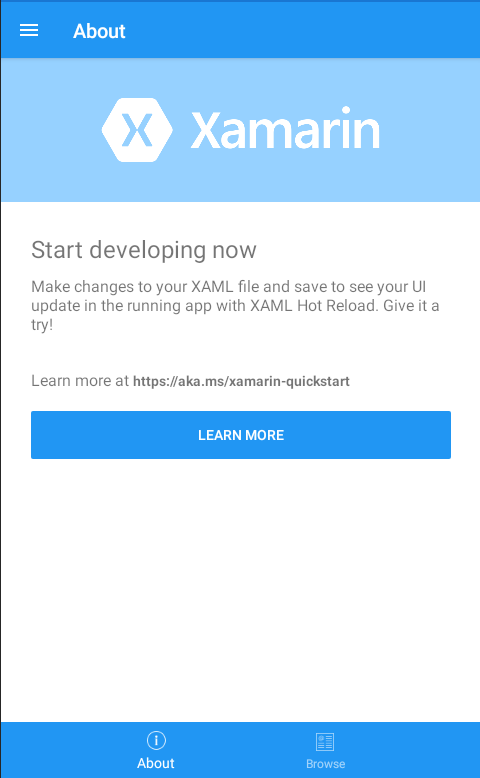 About
Xamarin
Start developing now
Make changes to your XAML file and save to see your UI
update in the running app with XAML Hot Reload. Give it a
try!
Learn more at https://aka.ms/xamarin-quickstart
LEARN MORE
About
Browse